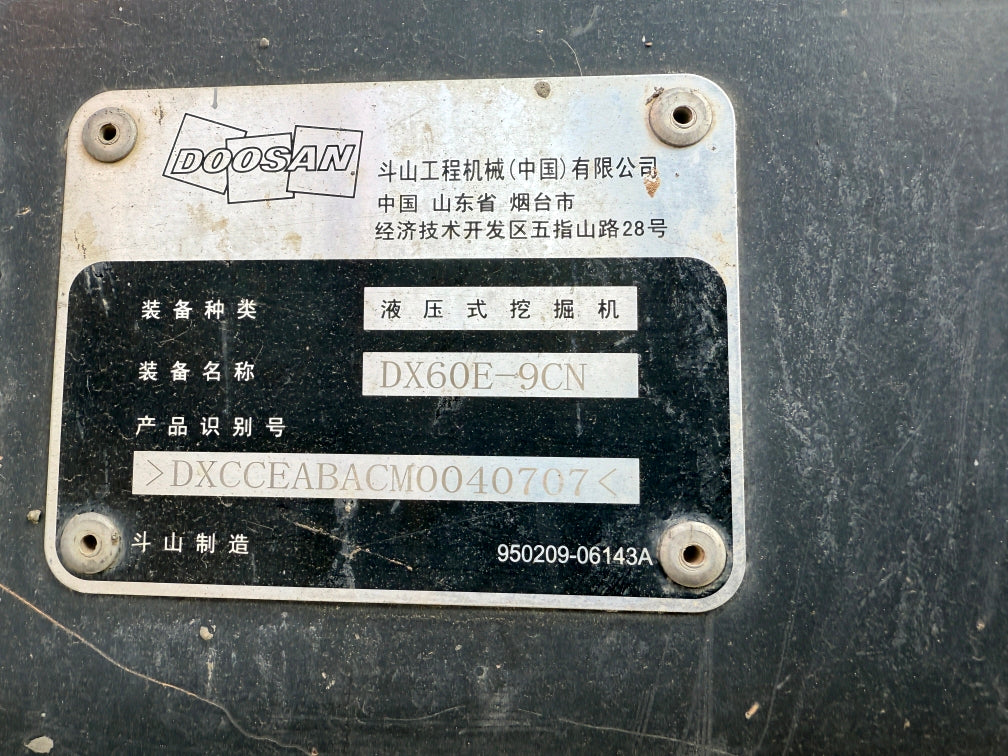 DOOSAN
斗山工程机械(中国)有限公司
中国 山东省 烟台市
经济技术开发区五指山路28号
装备种类 液压式挖掘机
装备名称 DX60E-9CN
产品识别号
>DXCCEABACM0040707<
斗山制造 950209-06143A